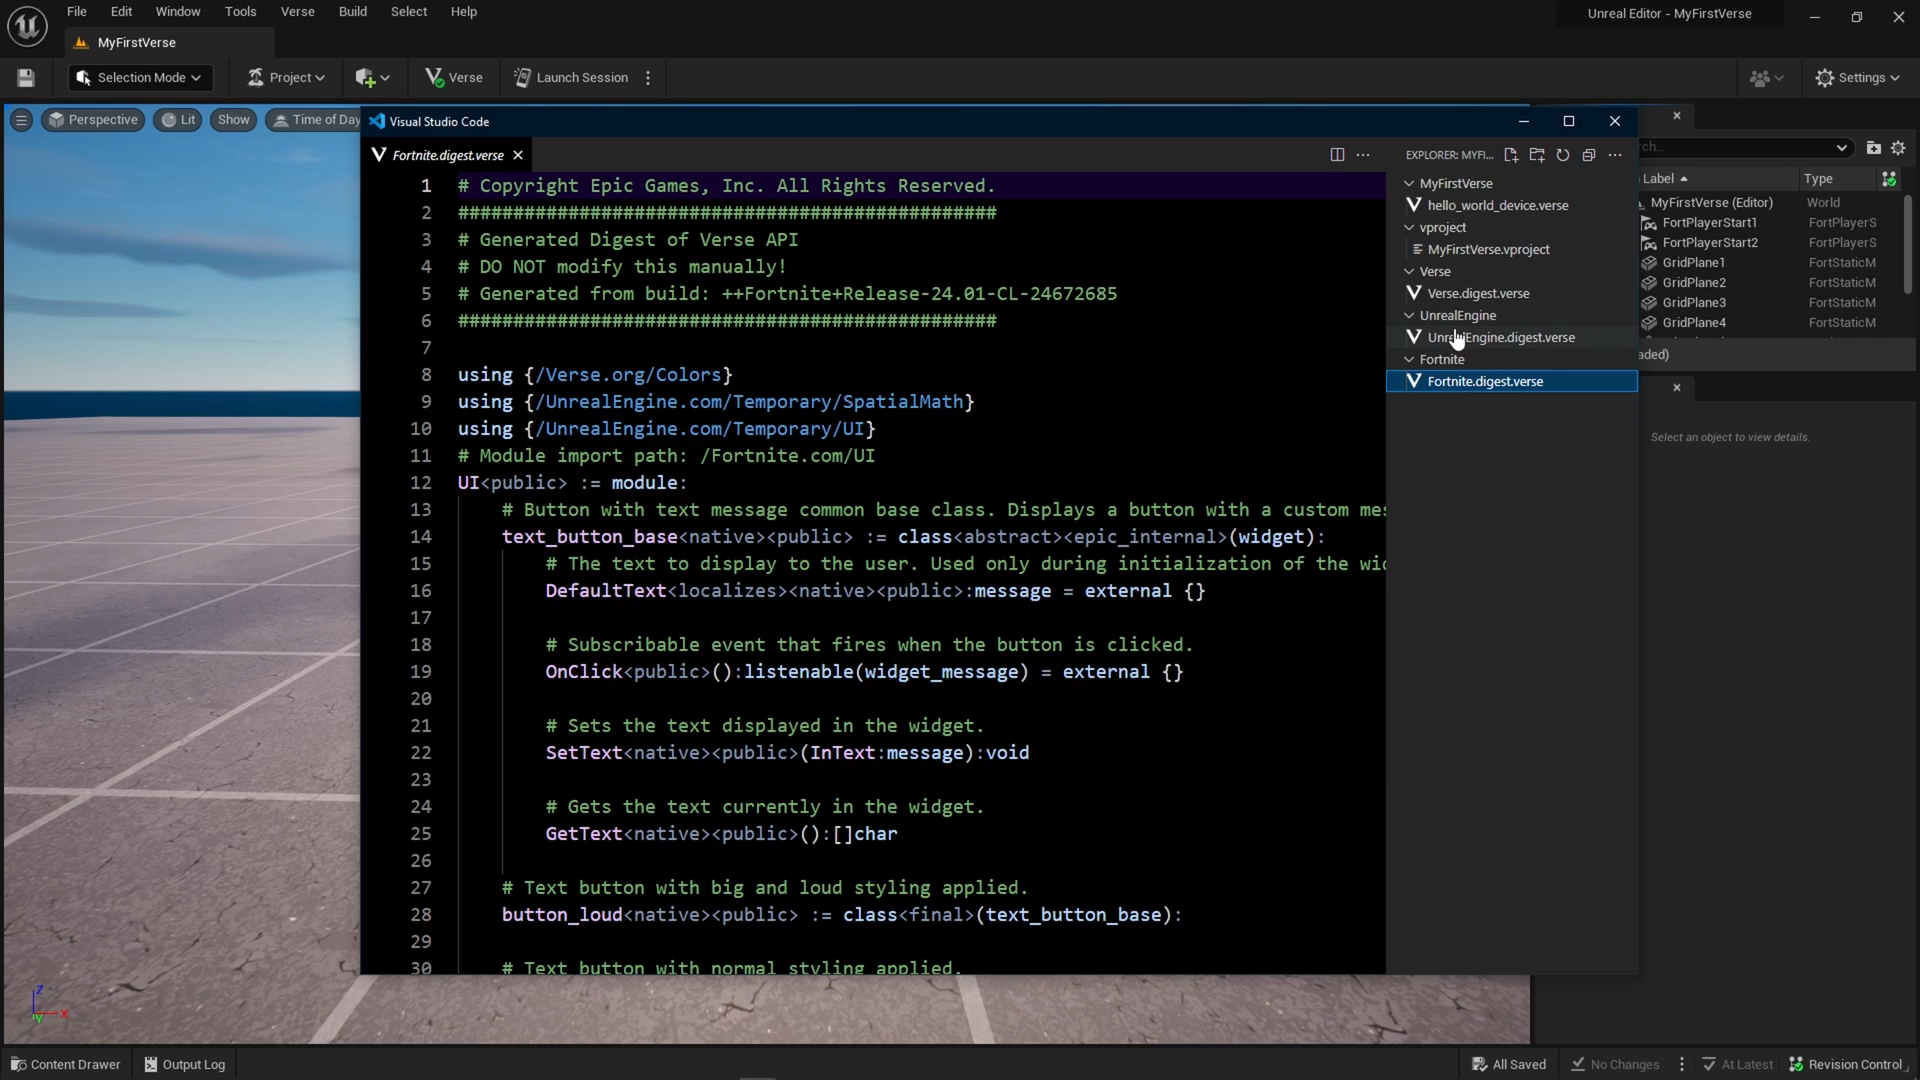 File Edit Window Tools Verse Build Select Help
Unreal Editor - MyFirstVerse
MyFirstVerse
Selection Mode
Project
Verse
Launch Session
Settings
Perspective
Lit
Show
Time of Day
Visual Studio Code
Fortnite.digest.verse
1 # Copyright Epic Games, Inc. All Rights Reserved.
2 #################################################
3 # Generated Digest of Verse API
4 # DO NOT modify this manually!
5 # Generated from build: ++Fortnite+Release-24.01-CL-24672685
6 #################################################
7
8 using {/Verse.org/Colors}
9 using {/UnrealEngine.com/Temporary/SpatialMath}
10 using {/UnrealEngine.com/Temporary/UI}
11 # Module import path: /Fortnite.com/UI
12 UI<public> := module:
13 # Button with text message common base class. Displays a button with a custom mes
14 text_button_base<native><public> := class<abstract><epic_internal>(widget):
15 # The text to display to the user. Used only during initialization of the wid
16 DefaultText<localizes><native><public>:message = external {}
17
18 # Subscribable event that fires when the button is clicked.
19 OnClick<public>():listenable(widget_message) = external {}
20
21 # Sets the text displayed in the widget.
22 SetText<native><public>(InText:message):void
23
24 # Gets the text currently in the widget.
25 GetText<native><public>():[]char
26
27 # Text button with big and loud styling applied.
28 button_loud<native><public> := class<final>(text_button_base):
29
30 # Text button with normal styling applied.
EXPLORER: MYFI...
MyFirstVerse
hello_world_device.verse
vproject
MyFirstVerse.vproject
Verse
Verse.digest.verse
UnrealEngine
UnrealEngine.digest.verse
Fortnite
Fortnite.digest.verse
rch...
Label Type
MyFirstVerse (Editor) World
FortPlayerStart1 FortPlayerS
FortPlayerStart2 FortPlayerS
GridPlane1 FortStaticM
GridPlane2 FortStaticM
GridPlane3 FortStaticM
GridPlane4 FortStaticM
aded)
Select an object to view details.
Z
X
Y
Content Drawer
Output Log
All Saved
No Changes
At Latest
Revision Control